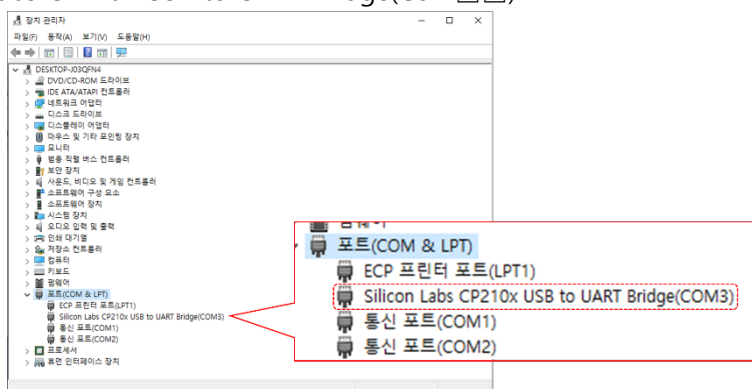 장치 관리자
파일(F) 동작(A) 보기(V) 도움말(H)
DESKTOP-J03QFN4
DVD/CD-ROM 드라이브
IDE ATA/ATAPI 컨트롤러
네트워크 어댑터
디스크 드라이브
디스플레이 어댑터
마우스 및 기타 포인팅 장치
모니터
범용 직렬 버스 컨트롤러
보안 장치
사운드, 비디오 및 게임 컨트롤러
소프트웨어 구성 요소
소프트웨어 장치
시스템 장치
오디오 입력 및 출력
인쇄 대기열
저장소 컨트롤러
컴퓨터
키보드
펌웨어
포트(COM & LPT)
ECP 프린터 포트(LPT1)
Silicon Labs CP210x USB to UART Bridge(COM3)
통신 포트(COM1)
통신 포트(COM2)
프로세서
휴먼 인터페이스 장치
포트(COM & LPT)
ECP 프린터 포트(LPT1)
Silicon Labs CP210x USB to UART Bridge(COM3)
통신 포트(COM1)
통신 포트(COM2)